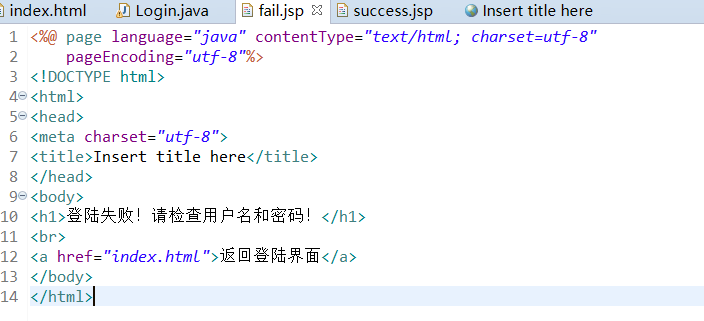 index.html Login.java fail.jsp success.jsp Insert title here
1 <%@ page language="java" contentType="text/html; charset=utf-8"
2     pageEncoding="utf-8"%>
3 <!DOCTYPE html>
4 <html>
5 <head>
6 <meta charset="utf-8">
7 <title>Insert title here</title>
8 </head>
9 <body>
10 <h1>登陆失败！请检查用户名和密码！</h1>
11 <br>
12 <a href="index.html">返回登陆界面</a>
13 </body>
14 </html>